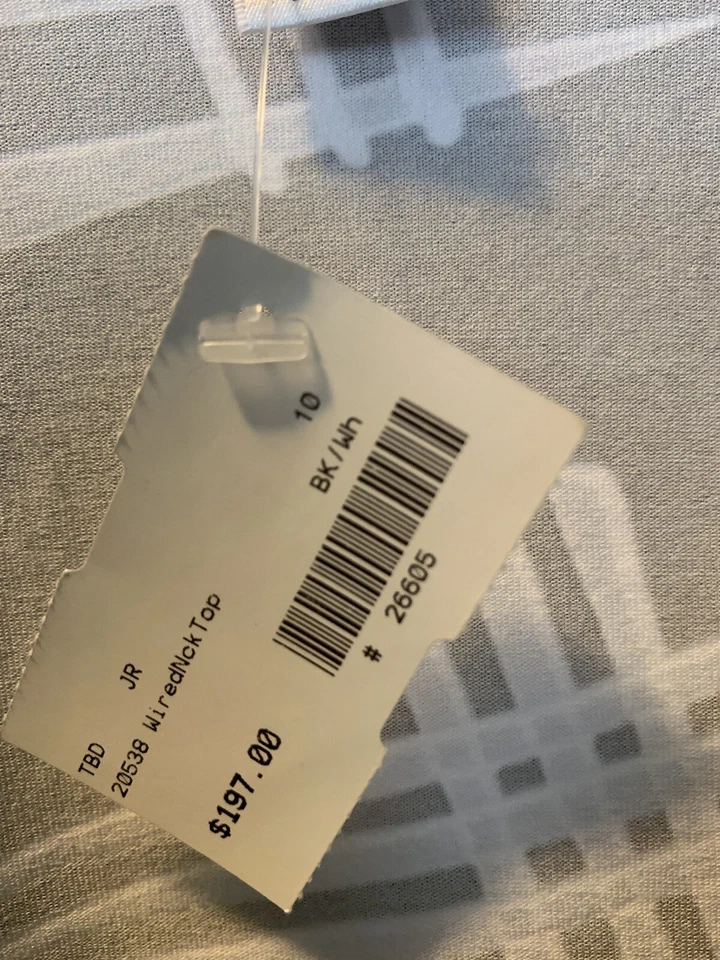 TBD JR 10
20538 WiredNckTop BK/Wh
$197.00 # 26605